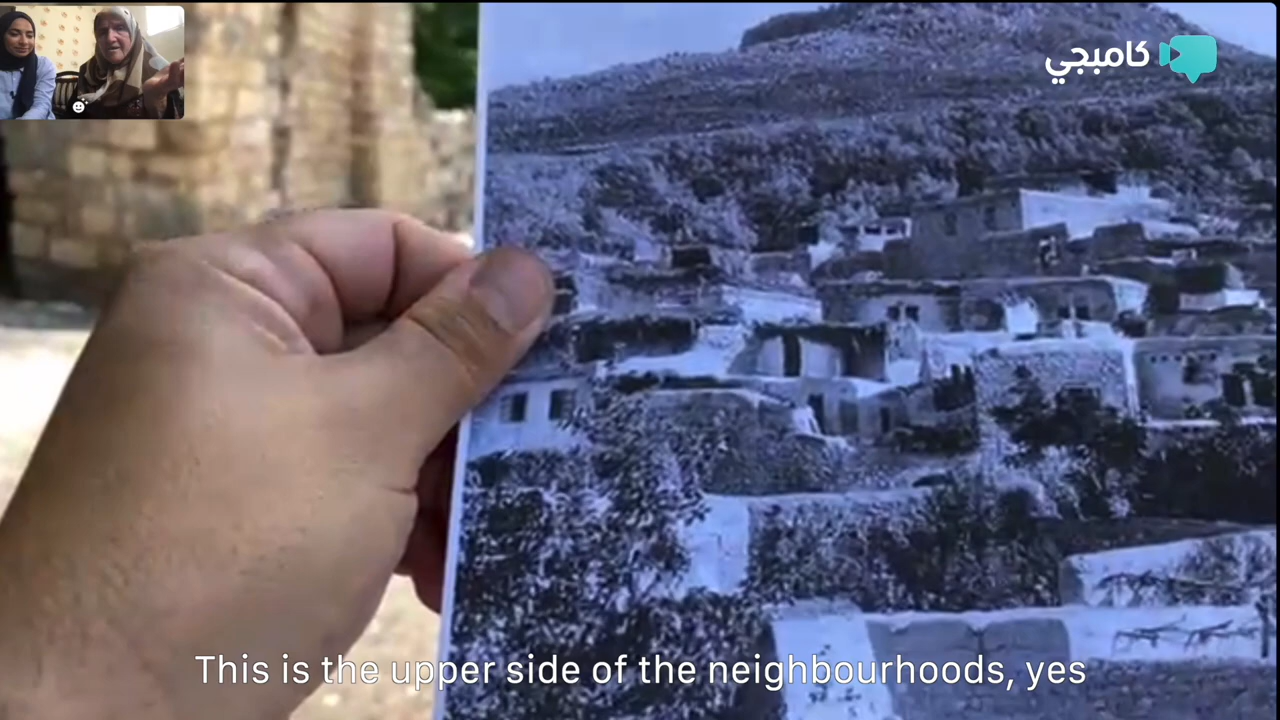 كامبجي
This is the upper side of the neighbourhoods, yes